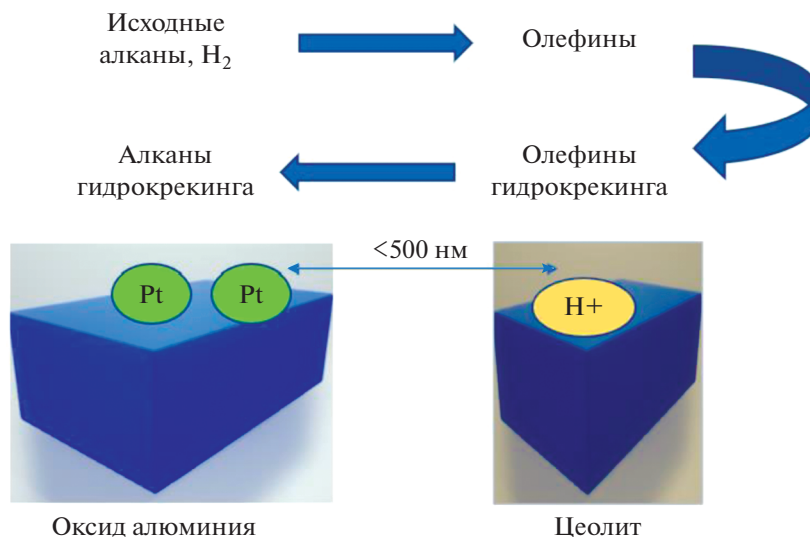 Исходные
алканы, H2
Олефины
Алканы
гидрокрекинга
Олефины
гидрокрекинга
<500 нм
Pt
Pt
H+
Оксид алюминия
Цеолит